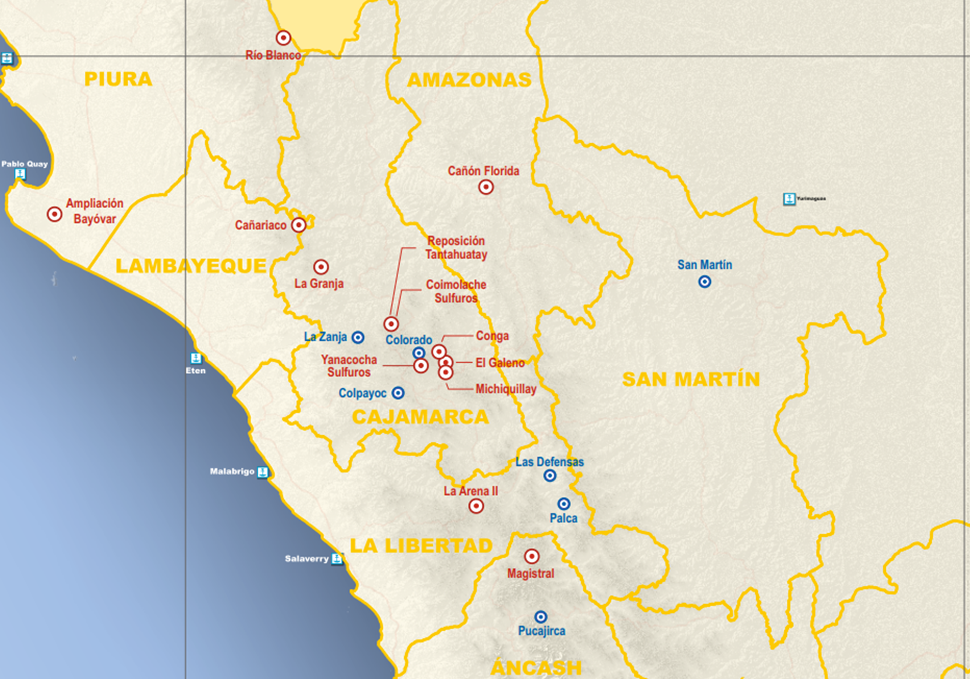 Río Blanco
PIURA
AMAZONAS
Pablo Quay
Cañón Florida
Ampliación
Bayóvar
Yurimaguas
Cañariaco
Reposición
Tantahuatay
LAMBAYEQUE
San Martín
La Granja
Coimolache
Sulfuros
La Zanja
Colorado
Conga
Yanacocha
Sulfuros
El Galeno
Eten
SAN MARTÍN
Colpayoc
Michiquillay
CAJAMARCA
Las Defensas
Malabrigo
La Arena II
Palca
LA LIBERTAD
Salaverry
Magistral
Pucajirca
ÁNCASH